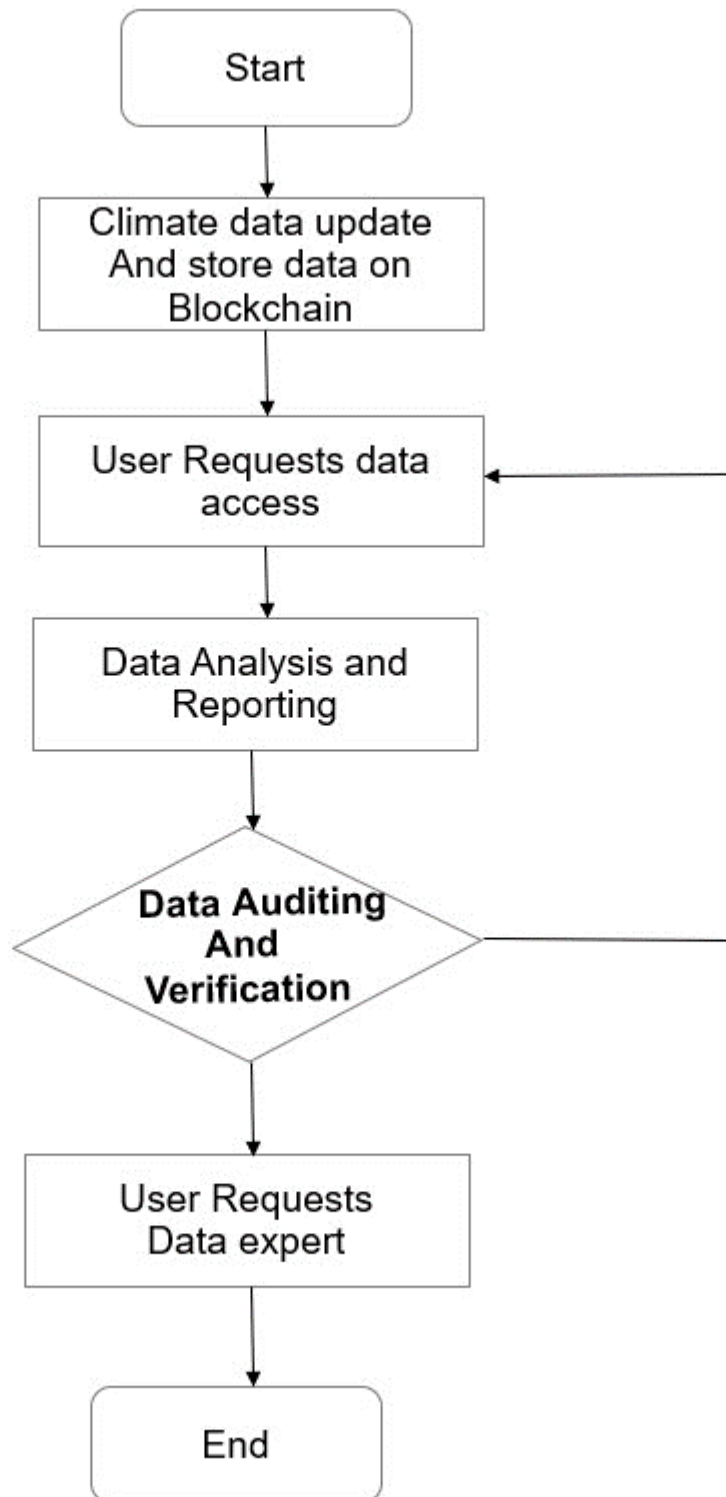 Start
Climate data update
And store data on
Blockchain
User Requests data
access
Data Analysis and
Reporting
Data Auditing
And
Verification
User Requests
Data expert
End